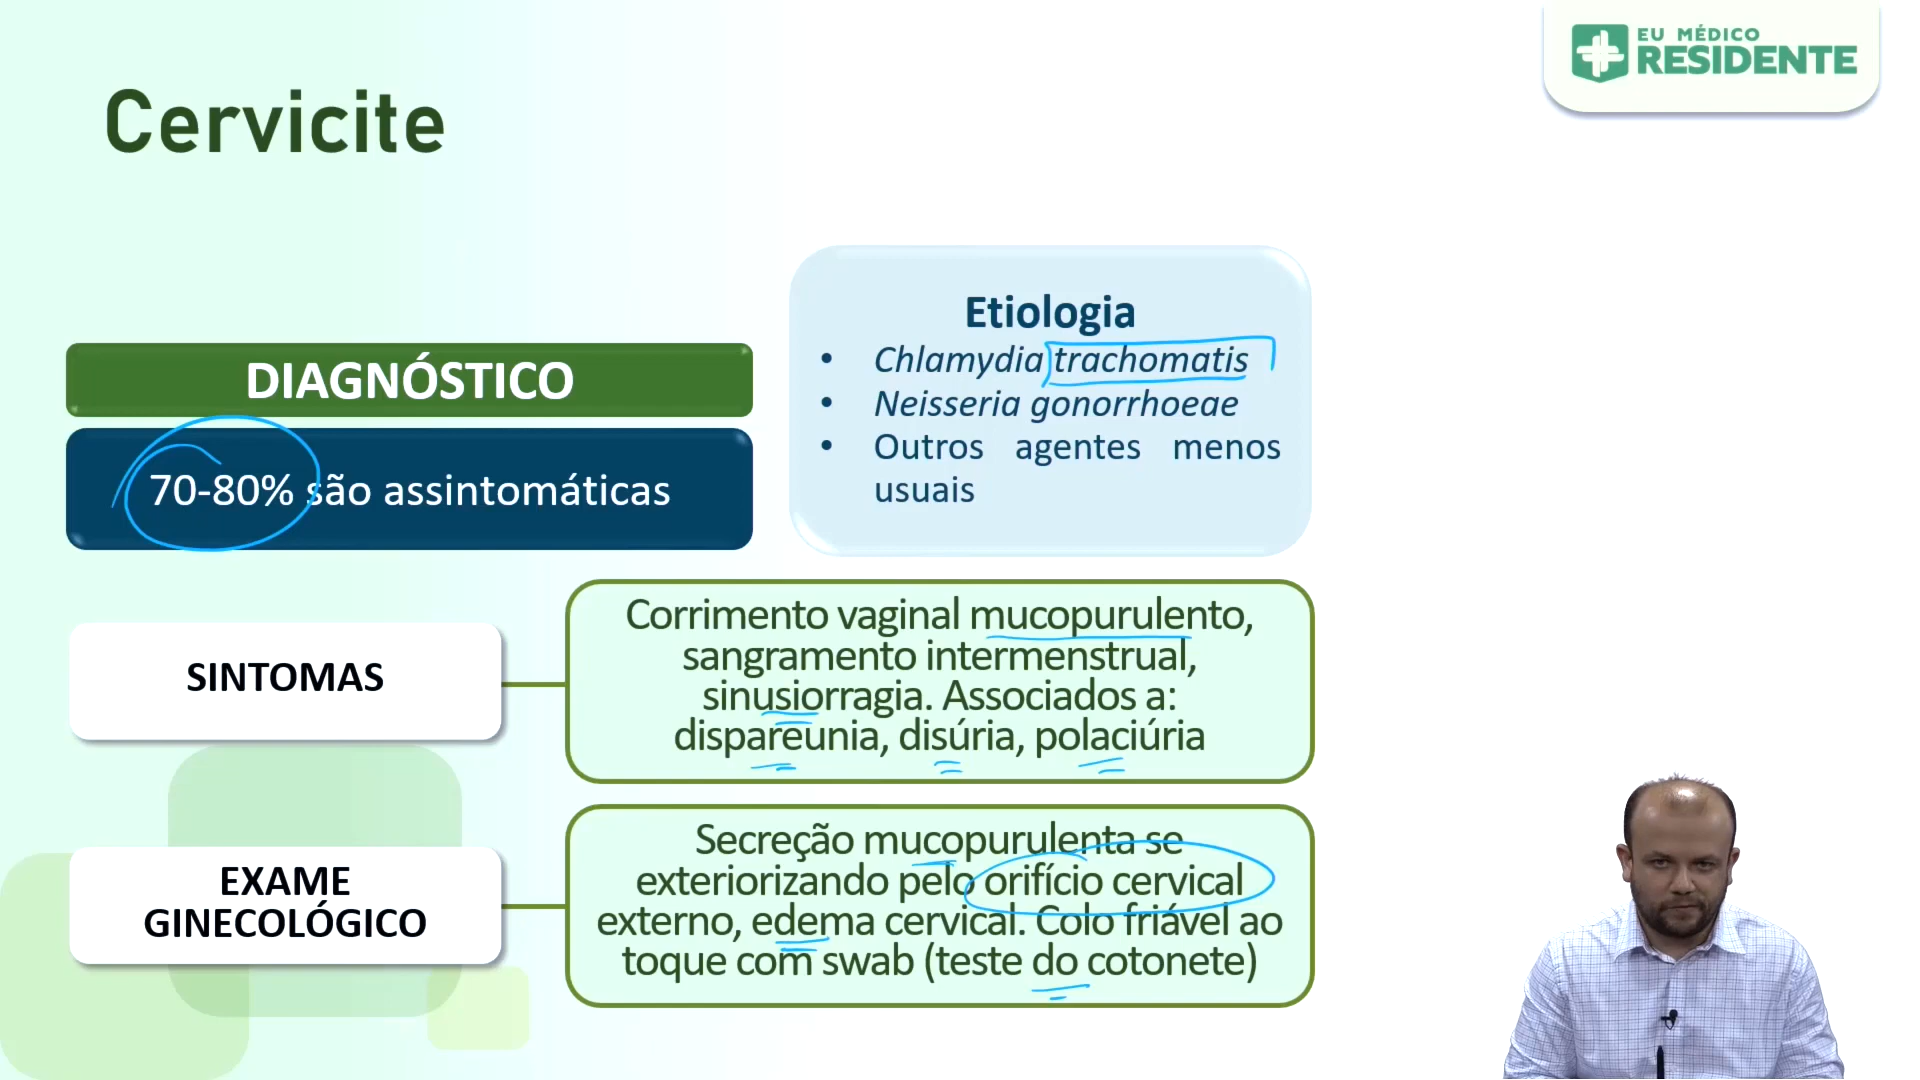 EU MÉDICO
RESIDENTE
Cervicite
Etiologia
• Chlamydia trachomatis
• Neisseria gonorrhoeae
• Outros agentes menos
usuais
DIAGNÓSTICO
70-80% são assintomáticas
SINTOMAS
Corrimento vaginal mucopurulento,
sangramento intermenstrual,
sinusiorragia. Associados a:
dispareunia, disúria, polaciúria
EXAME
GINECOLÓGICO
Secreção mucopurulenta se
exteriorizando pelo orifício cervical
externo, edema cervical. Colo friável ao
toque com swab (teste do cotonete)